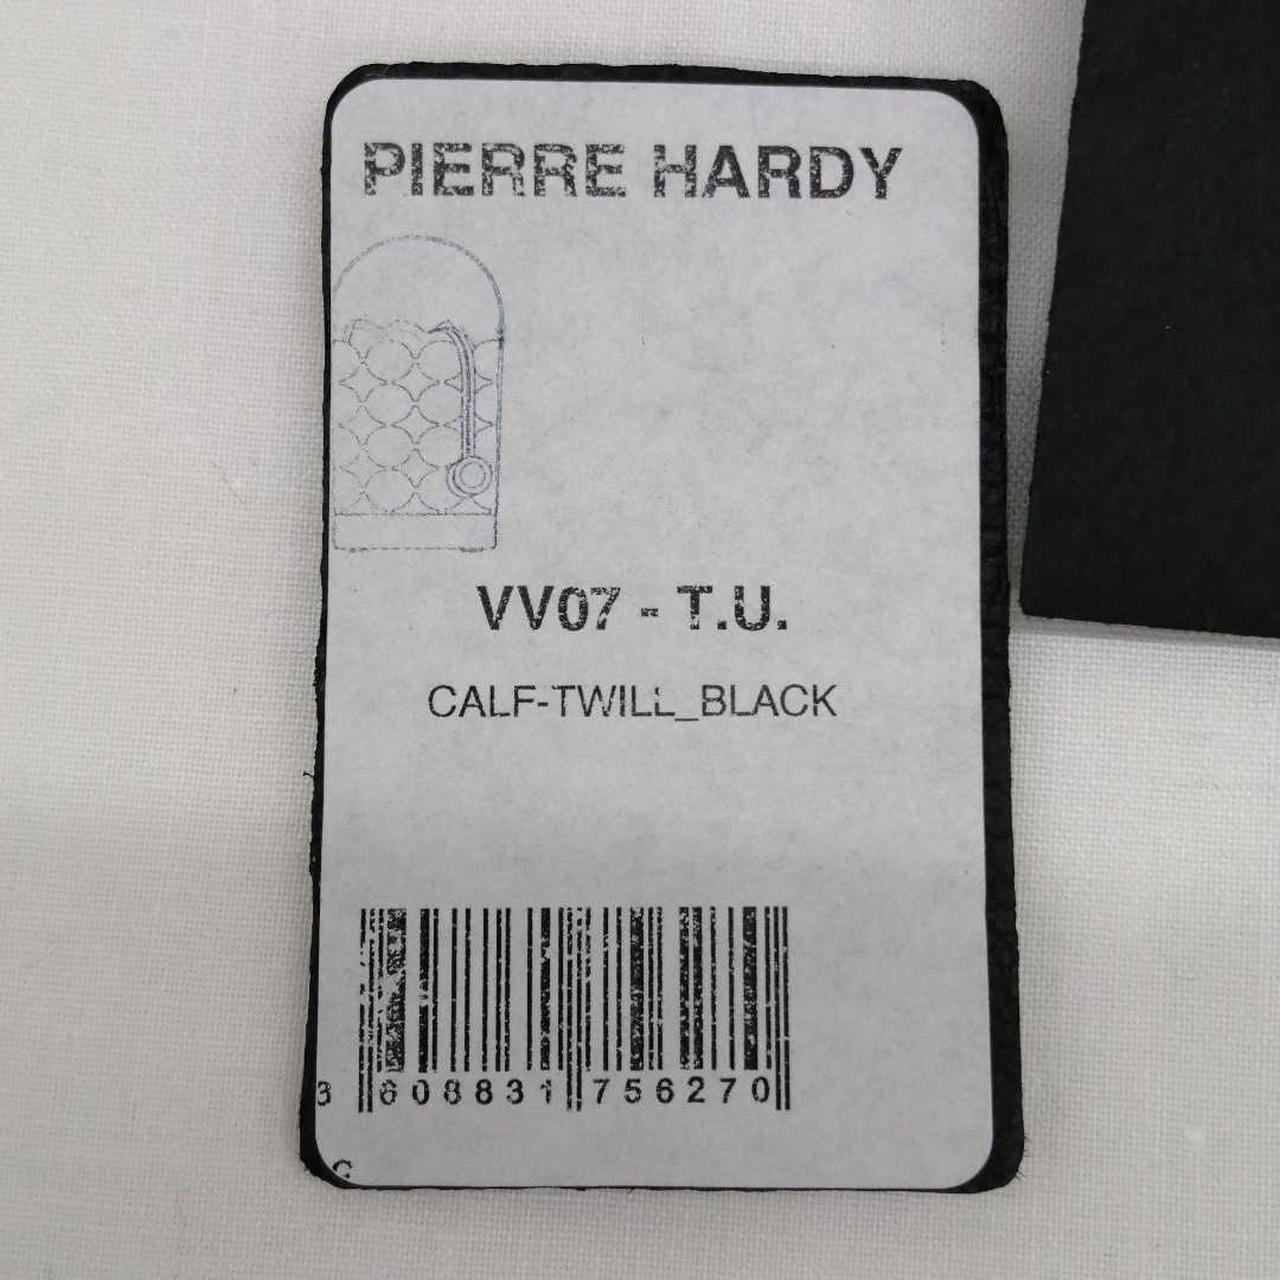 PIERRE HARDY
VV07 - T.U.
CALF-TWILL_BLACK
3 608831 756270
C